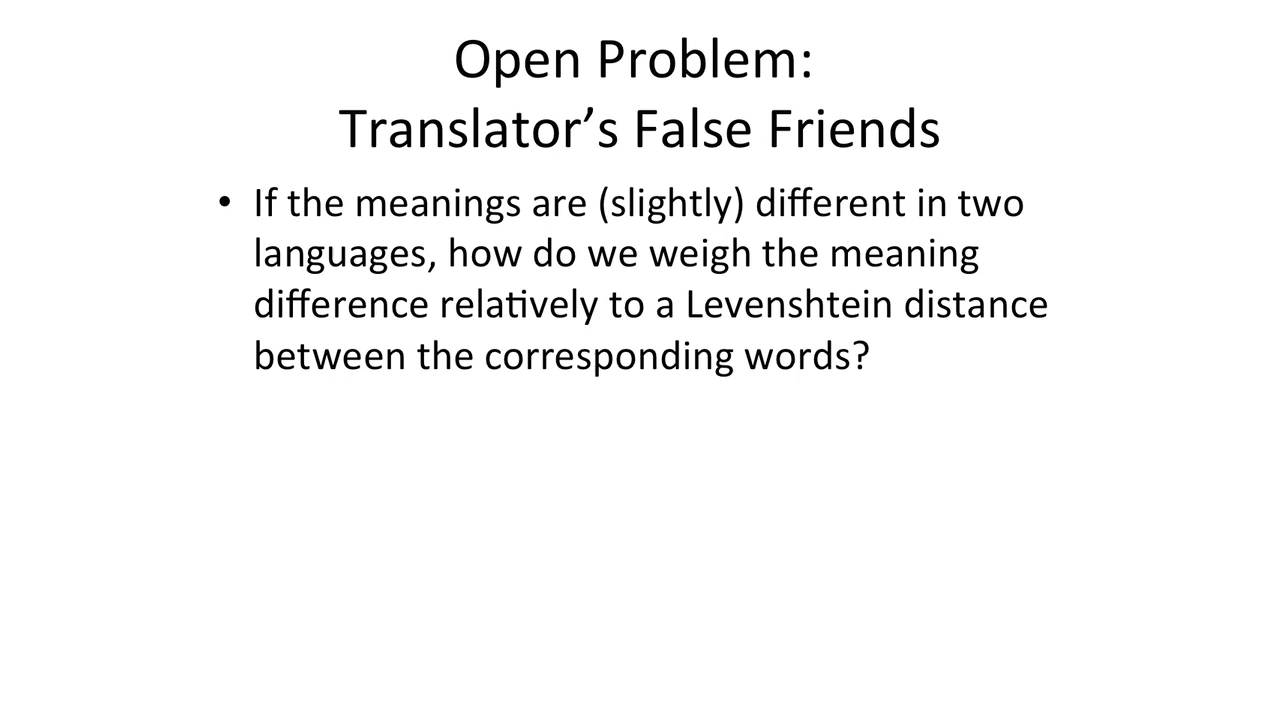 Open Problem:
Translator’s False Friends
• If the meanings are (slightly) different in two
languages, how do we weigh the meaning
difference relatively to a Levenshtein distance
between the corresponding words?